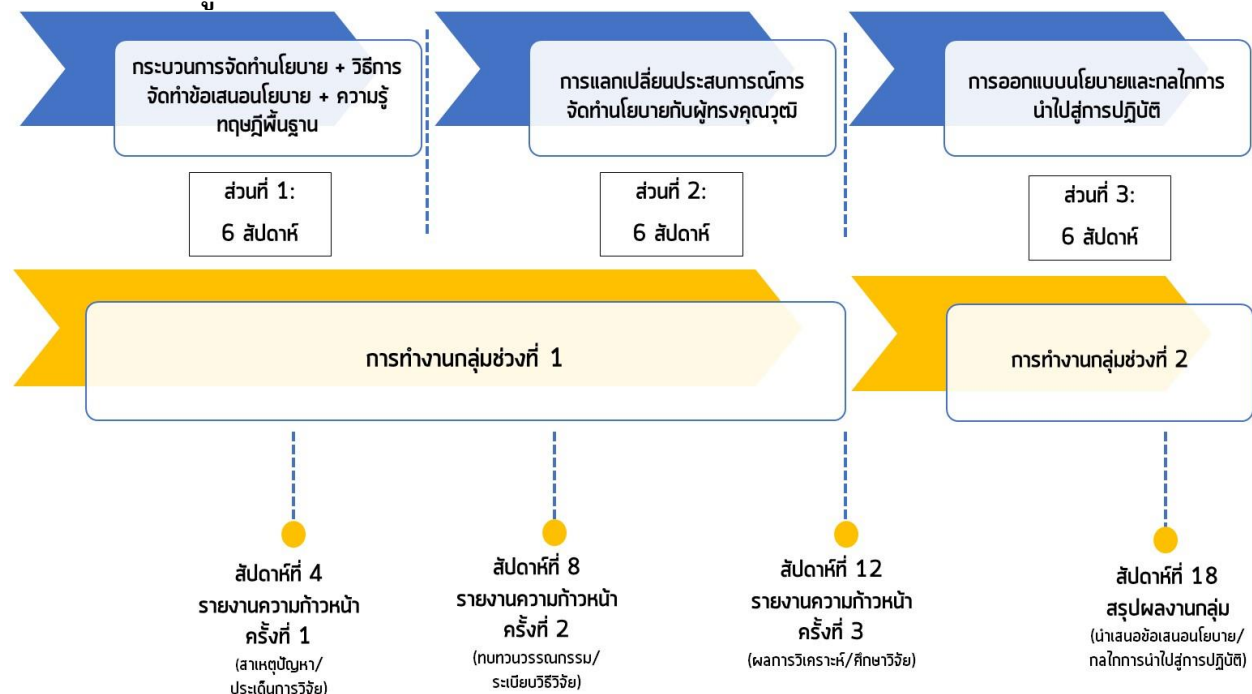 กระบวนการจัดทำนโยบาย + วิธีการ
จัดทำข้อเสนอนโยบาย + ความรู้
ทฤษฎีพื้นฐาน
การแลกเปลี่ยนประสบการณ์การ
จัดทำนโยบายกับผู้ทรงคุณวุฒิ
การออกแบบนโยบายและกลไกการ
นำไปสู่การปฏิบัติ
ส่วนที่ 1:
6 สัปดาห์
ส่วนที่ 2:
6 สัปดาห์
ส่วนที่ 3:
6 สัปดาห์
การทำงานกลุ่มช่วงที่ 1
การทำงานกลุ่มช่วงที่ 2
สัปดาห์ที่ 4
รายงานความก้าวหน้า
ครั้งที่ 1
(สาเหตุปัญหา/
ประเด็นการวิจัย)
สัปดาห์ที่ 8
รายงานความก้าวหน้า
ครั้งที่ 2
(ทบทวนวรรณกรรม/
ระเบียบวิธีวิจัย)
สัปดาห์ที่ 12
รายงานความก้าวหน้า
ครั้งที่ 3
(ผลการวิเคราะห์/ศึกษาวิจัย)
สัปดาห์ที่ 18
สรุปผลงานกลุ่ม
(นำเสนอข้อเสนอนโยบาย/
กลไกการนำไปสู่การปฏิบัติ)